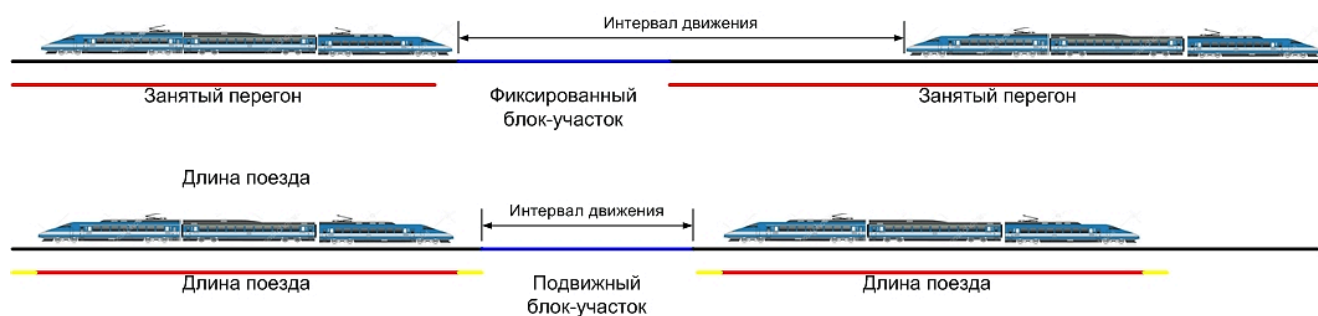 Интервал движения
Занятый перегон
Фиксированный
блок-участок
Занятый перегон
Длина поезда
Интервал движения
Длина поезда
Подвижный
блок-участок
Длина поезда